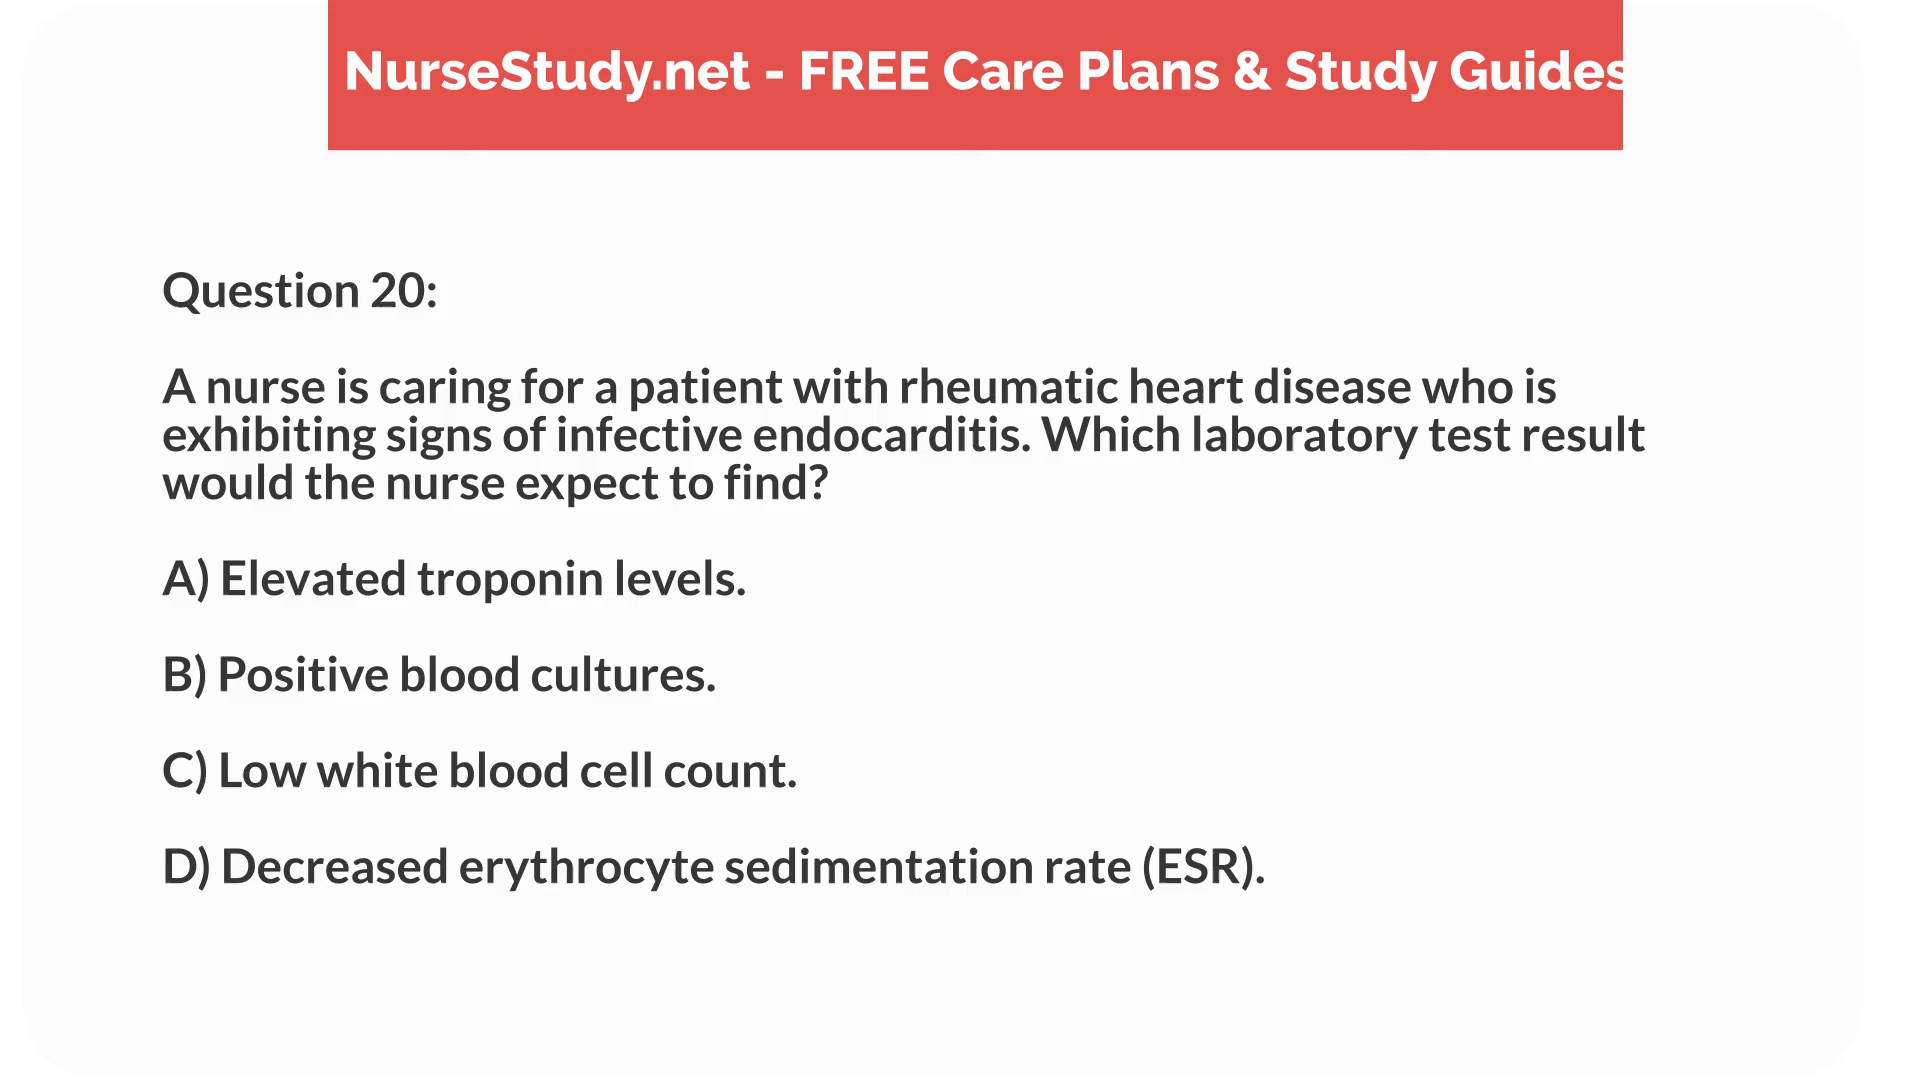 NurseStudy.net - FREE Care Plans & Study Guides
Question 20:
A nurse is caring for a patient with rheumatic heart disease who is
exhibiting signs of infective endocarditis. Which laboratory test result
would the nurse expect to find?
A) Elevated troponin levels.
B) Positive blood cultures.
C) Low white blood cell count.
D) Decreased erythrocyte sedimentation rate (ESR).